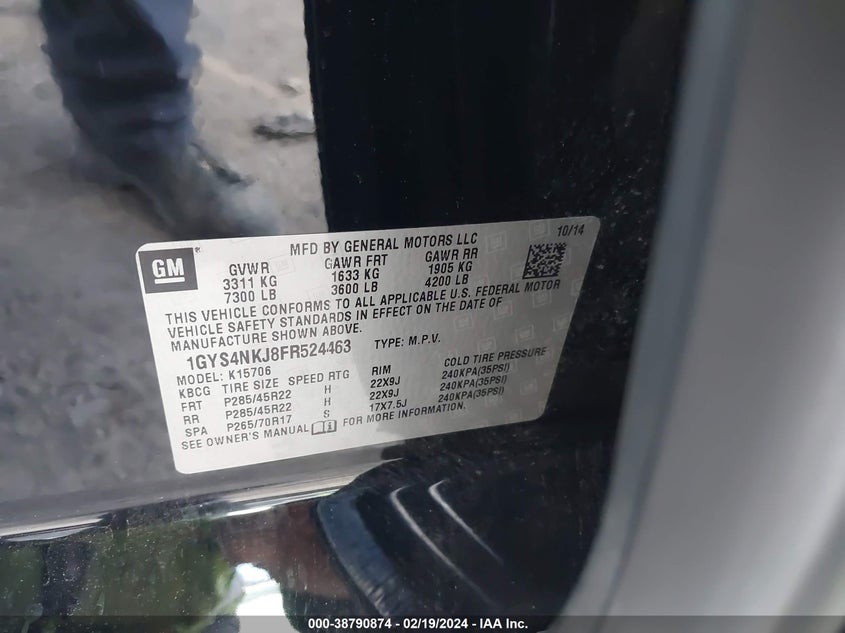 GM
MFD BY GENERAL MOTORS LLC 10/14
GVWR GAWR FRT GAWR RR
3311 KG 1633 KG 1905 KG
7300 LB 3600 LB 4200 LB
THIS VEHICLE CONFORMS TO ALL APPLICABLE U.S. FEDERAL MOTOR
VEHICLE SAFETY STANDARDS IN EFFECT ON THE DATE OF
MANUFACTURE SHOWN ABOVE.
1GYS4NKJ8FR524463 TYPE: M.P.V.
MODEL: K15706
KBCG TIRE SIZE SPEED RTG RIM COLD TIRE PRESSURE
FRT P285/45R22 H 22X9J 240KPA(35PSI)
RR P285/45R22 H 22X9J 240KPA(35PSI)
SPA P265/70R17 S 17X7.5J 240KPA(35PSI)
SEE OWNER'S MANUAL FOR MORE INFORMATION.
000-38790874 - 02/19/2024 - IAA Inc.